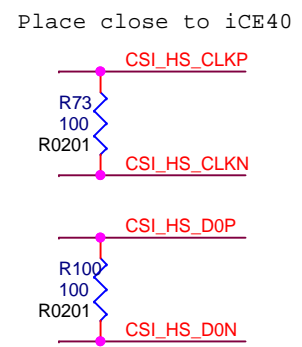 Place close to iCE40
CSI_HS_CLKP
R73
100
R0201
CSI_HS_CLKN
CSI_HS_D0P
R100
100
R0201
CSI_HS_D0N